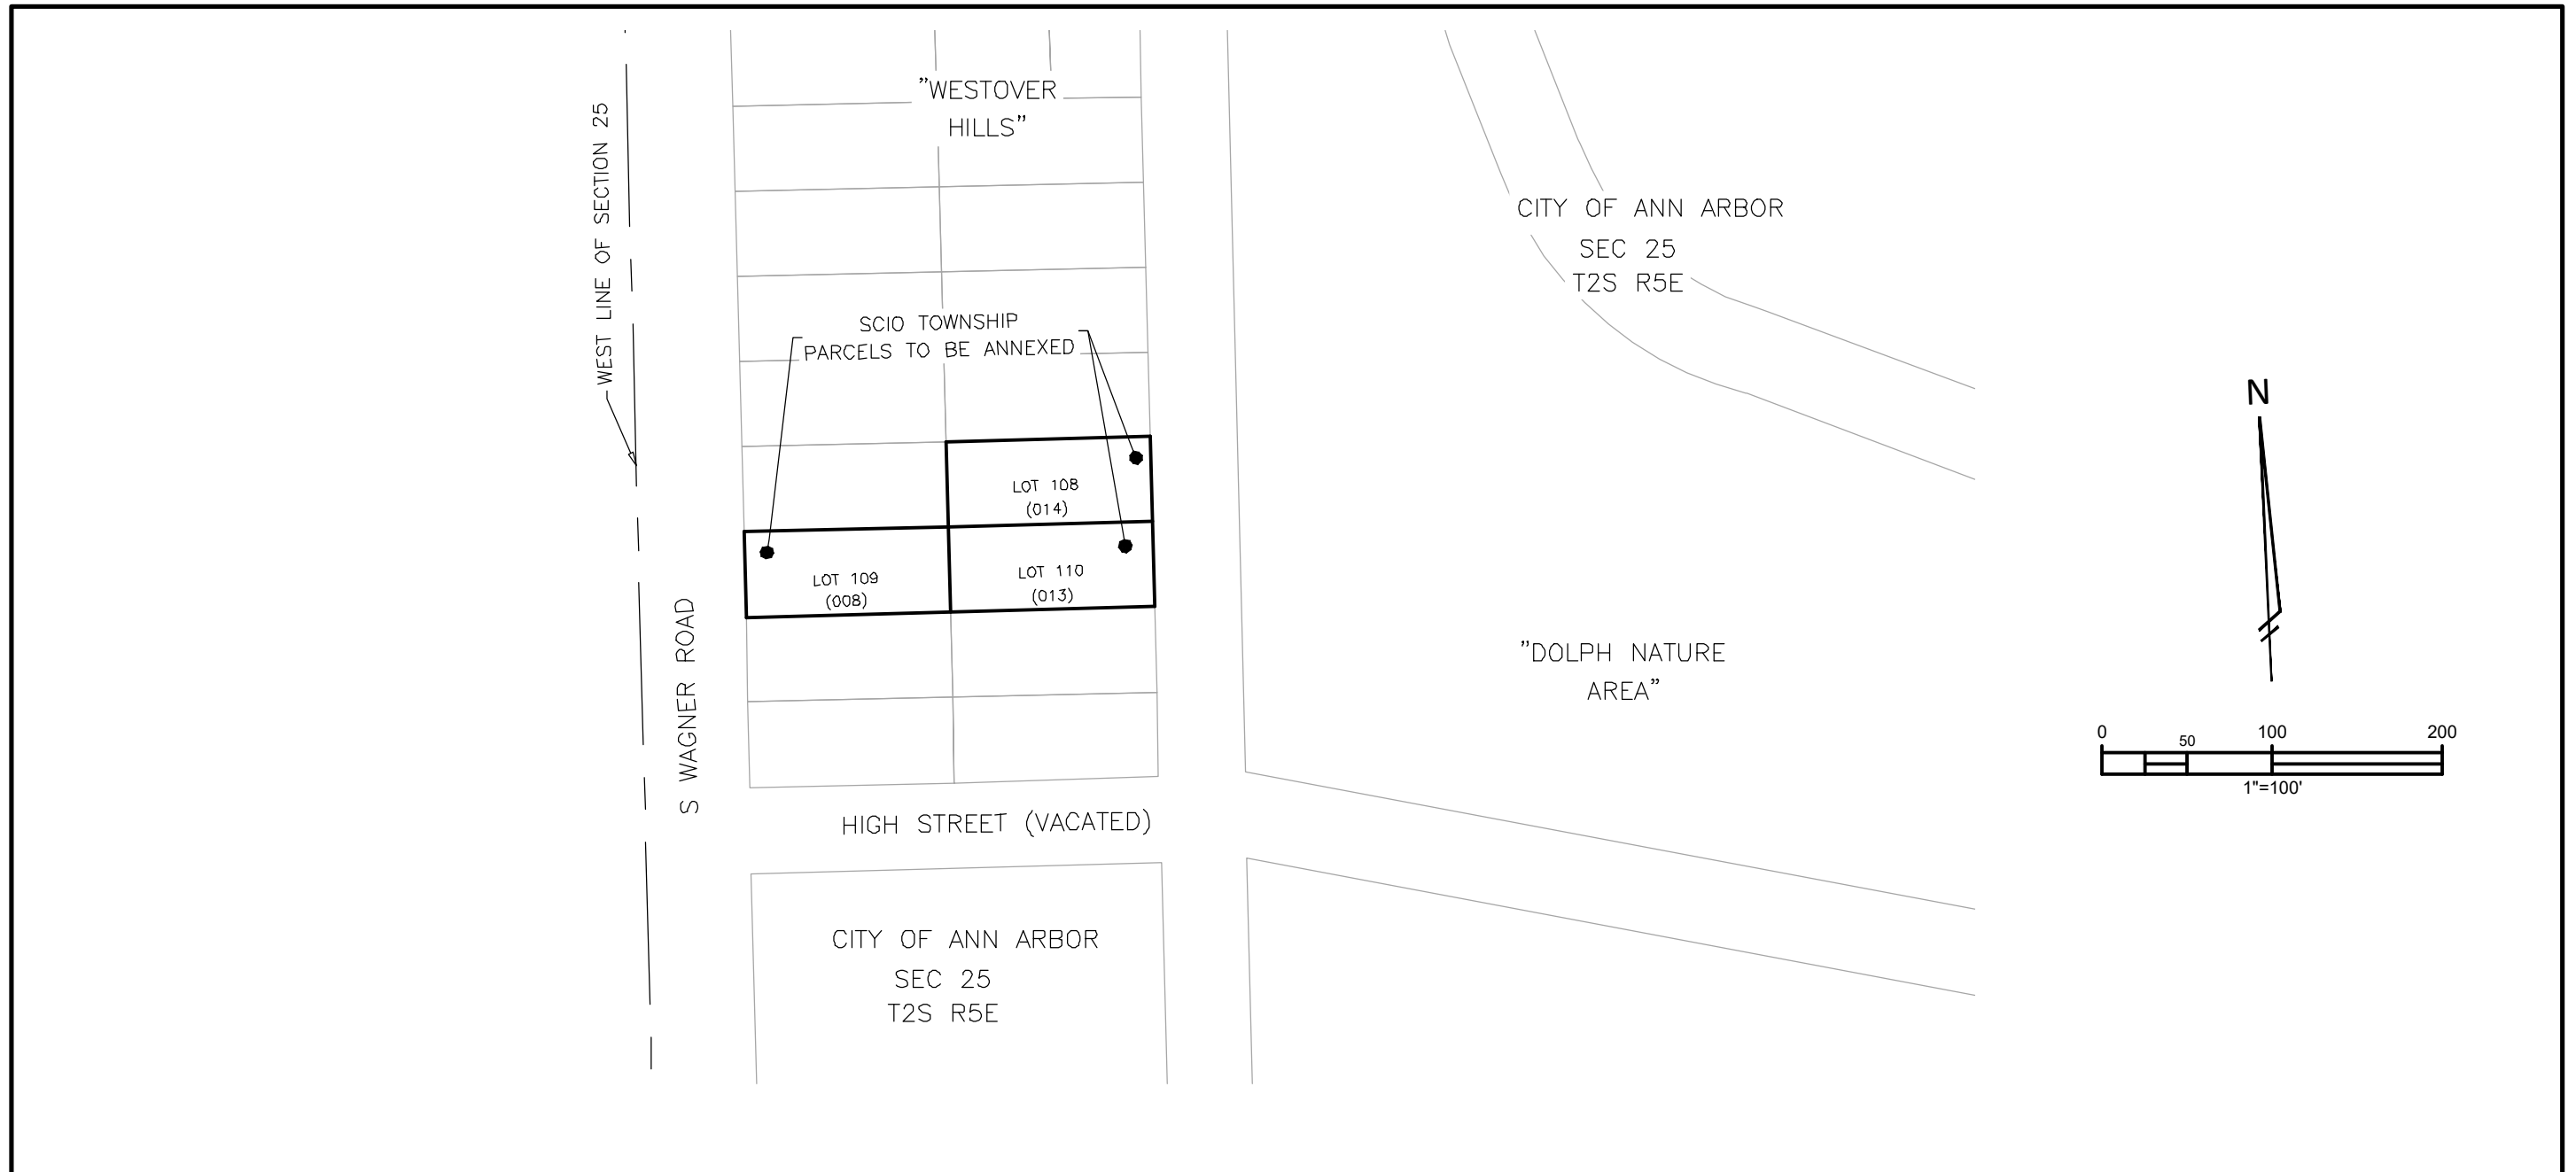 "WESTOVER
HILLS"
WEST LINE OF SECTION 25
CITY OF ANN ARBOR
SEC 25
T2S R5E
SCIO TOWNSHIP
PARCELS TO BE ANNEXED
N
LOT 108
(014)
LOT 109
(008)
LOT 110
(013)
S WAGNER ROAD
"DOLPH NATURE
AREA"
0 50 100 200
1"=100'
HIGH STREET (VACATED)
CITY OF ANN ARBOR
SEC 25
T2S R5E